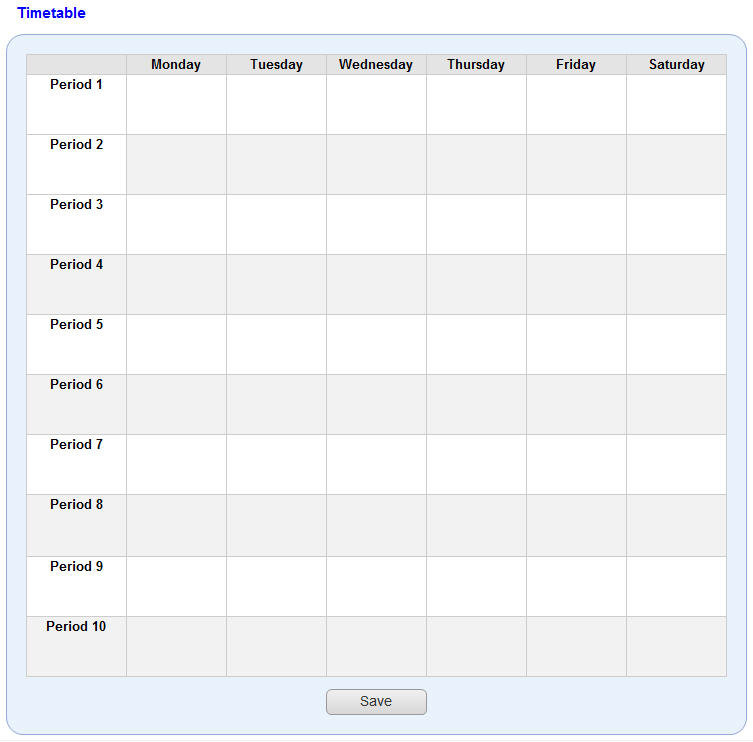 Timetable
Monday Tuesday Wednesday Thursday Friday Saturday
Period 1
Period 2
Period 3
Period 4
Period 5
Period 6
Period 7
Period 8
Period 9
Period 10
Save